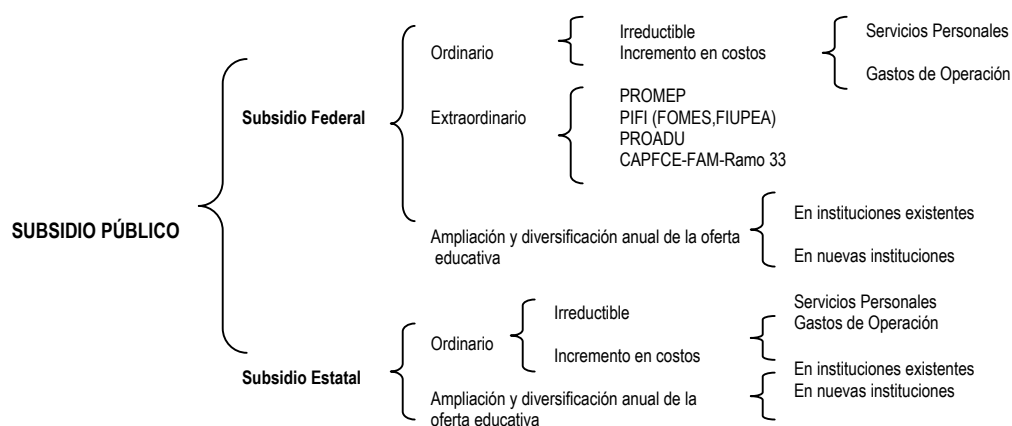 SUBSIDIO PÚBLICO
Subsidio Federal
Ordinario
Irreductible
Incremento en costos
Servicios Personales
Gastos de Operación
Extraordinario
PROMEP
PIFI (FOMES,FIUPEA)
PROADU
CAPFCE-FAM-Ramo 33
Ampliación y diversificación anual de la oferta
educativa
En instituciones existentes
En nuevas instituciones
Subsidio Estatal
Ordinario
Irreductible
Incremento en costos
Servicios Personales
Gastos de Operación
Ampliación y diversificación anual de la
oferta educativa
En instituciones existentes
En nuevas instituciones